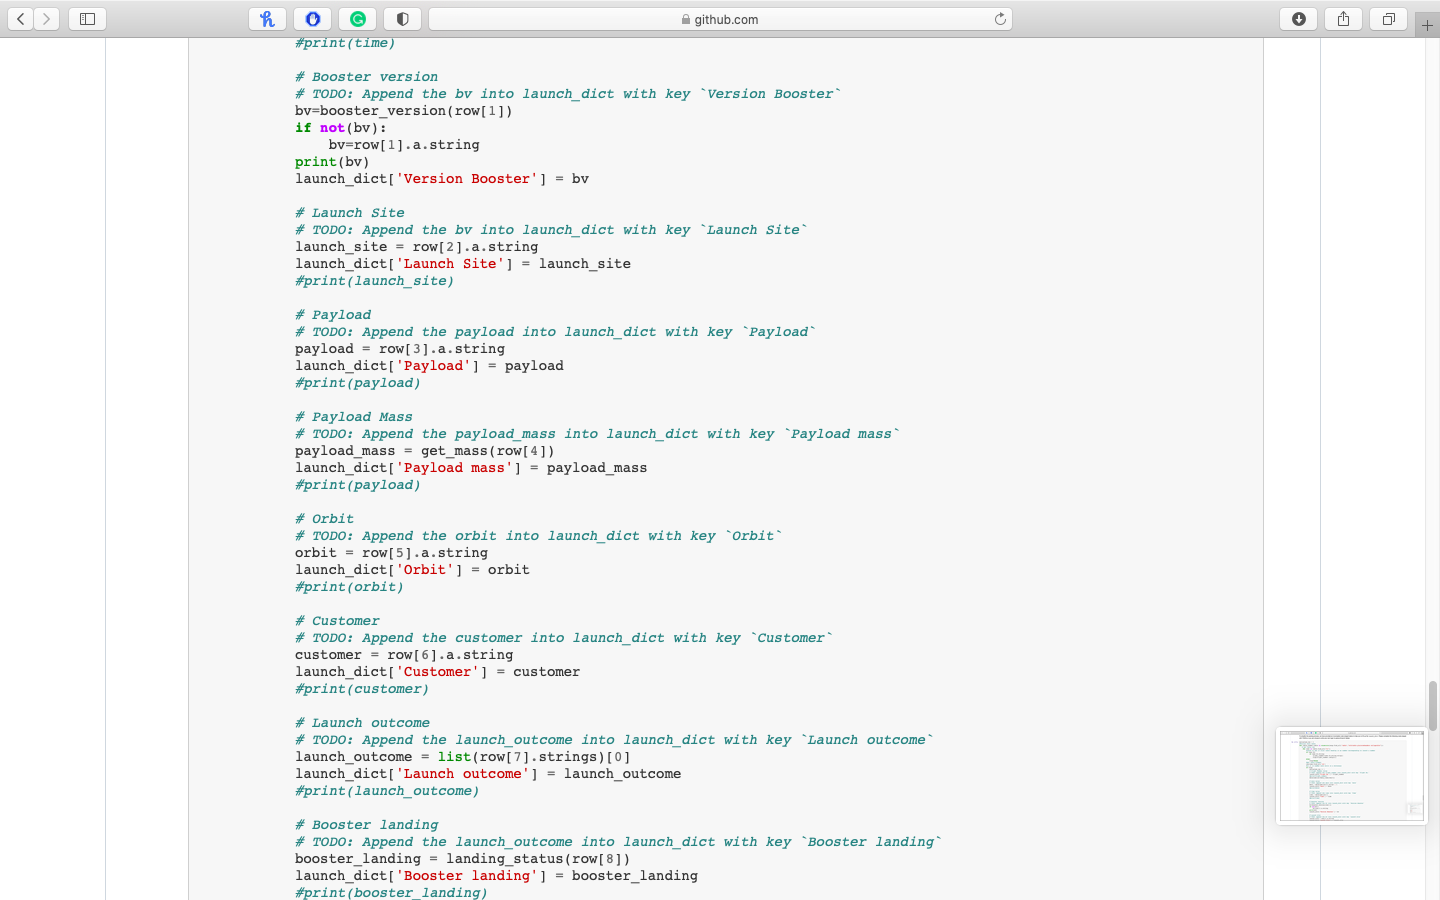 github.com
#print(time)
# Booster version
# TODO: Append the bv into launch_dict with key `Version Booster`
bv=booster_version(row[1])
if not(bv):
    bv=row[1].a.string
print(bv)
launch_dict['Version Booster'] = bv
# Launch Site
# TODO: Append the bv into launch_dict with key `Launch Site`
launch_site = row[2].a.string
launch_dict['Launch Site'] = launch_site
#print(launch_site)
# Payload
# TODO: Append the payload into launch_dict with key `Payload`
payload = row[3].a.string
launch_dict['Payload'] = payload
#print(payload)
# Payload Mass
# TODO: Append the payload_mass into launch_dict with key `Payload mass`
payload_mass = get_mass(row[4])
launch_dict['Payload mass'] = payload_mass
#print(payload)
# Orbit
# TODO: Append the orbit into launch_dict with key `Orbit`
orbit = row[5].a.string
launch_dict['Orbit'] = orbit
#print(orbit)
# Customer
# TODO: Append the customer into launch_dict with key `Customer`
customer = row[6].a.string
launch_dict['Customer'] = customer
#print(customer)
# Launch outcome
# TODO: Append the launch_outcome into launch_dict with key `Launch outcome`
launch_outcome = list(row[7].strings)[0]
launch_dict['Launch outcome'] = launch_outcome
#print(launch_outcome)
# Booster landing
# TODO: Append the launch_outcome into launch_dict with key `Booster landing`
booster_landing = landing_status(row[8])
launch_dict['Booster landing'] = booster_landing
#print(booster_landing)